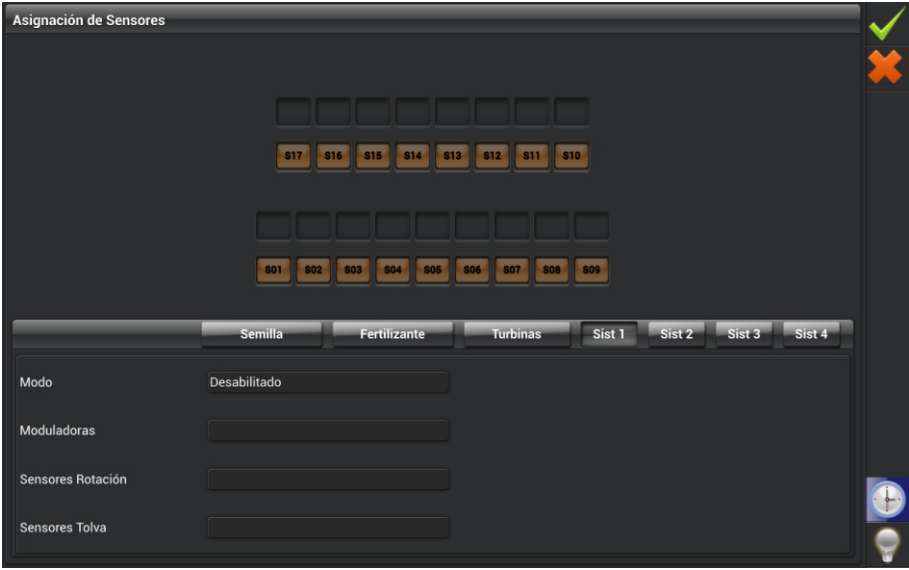 Asignación de Sensores
S17 S16 S15 S14 S13 S12 S11 S10
S01 S02 S03 S04 S05 S06 S07 S08 S09
Semilla Fertilizante Turbinas Sist 1 Sist 2 Sist 3 Sist 4
Modo Desabilitado
Moduladoras
Sensores Rotación
Sensores Tolva